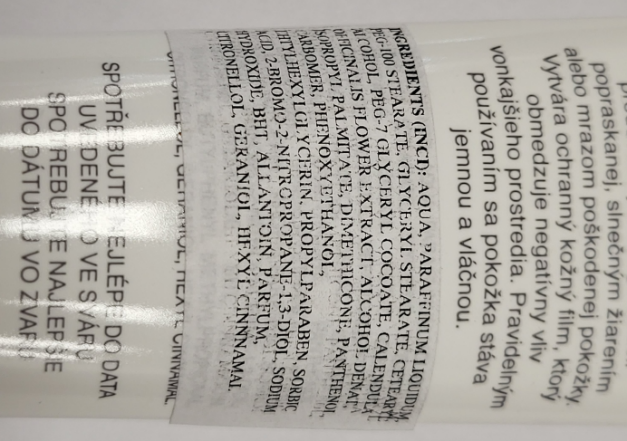 popraskanej, slnečným žiarením
alebo mrazom poškodenej pokožky.
Vytvára ochranný kožný film, ktorý
obmedzuje negatívny vliv
vonkajšieho prostredia. Pravidelným
používaním sa pokožka stáva
jemnou a vláčnou.
INGREDIENTS (INCI): AQUA, PARAFFINUM LIQUIDUM,
PEG-100 STEARATE, GLYCERYL STEARATE, CETEARYL
ALCOHOL, PEG-7 GLYCERYL COCOATE, CALENDULA
OFFICINALIS FLOWER EXTRACT, ALCOHOL DENAT.,
ISOPROPYL PALMITATE, DIMETHICONE, PANTHENOL,
CARBOMER, PHENOXYETHANOL,
ETHYLHEXYLGLYCERIN, PROPYLPARABEN, SORBIC
ACID, 2-BROMO-2-NITROPROPANE-1,3-DIOL, SODIUM
HYDROXIDE, BHT, ALLANTOIN, PARFUM,
CITRONELLOL, GERANIOL, HEXYL CINNAMAL
CITRONELLOL, GERANIOL, HEXYL CINNAMAL
SPOTŘEBUJTE NEJLÉPE DO DATA
UVEDENÉHO VE SVÁRU
SPOTREBUJTE NAJLEPŠIE
DO DÁTUMU VO ZVARE